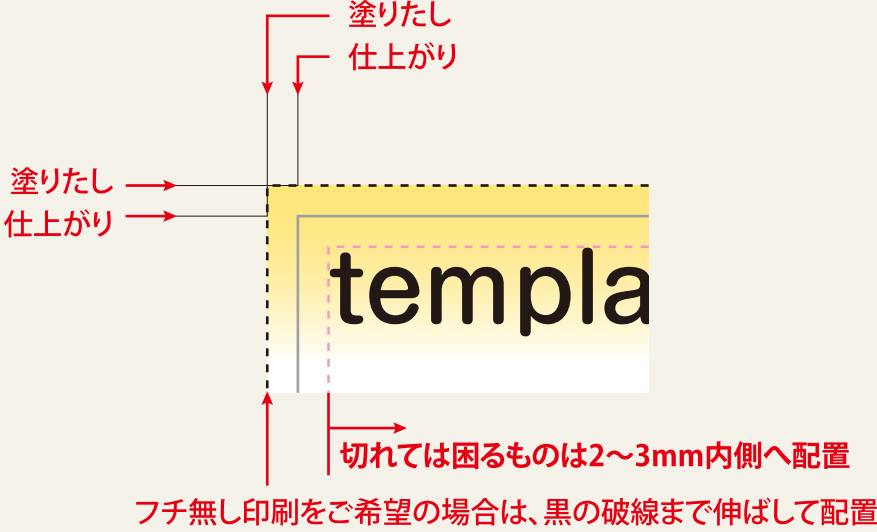 塗りたし
仕上がり
塗りたし
仕上がり
templa
切れては困るものは2〜3mm内側へ配置
フチ無し印刷をご希望の場合は、黒の破線まで伸ばして配置